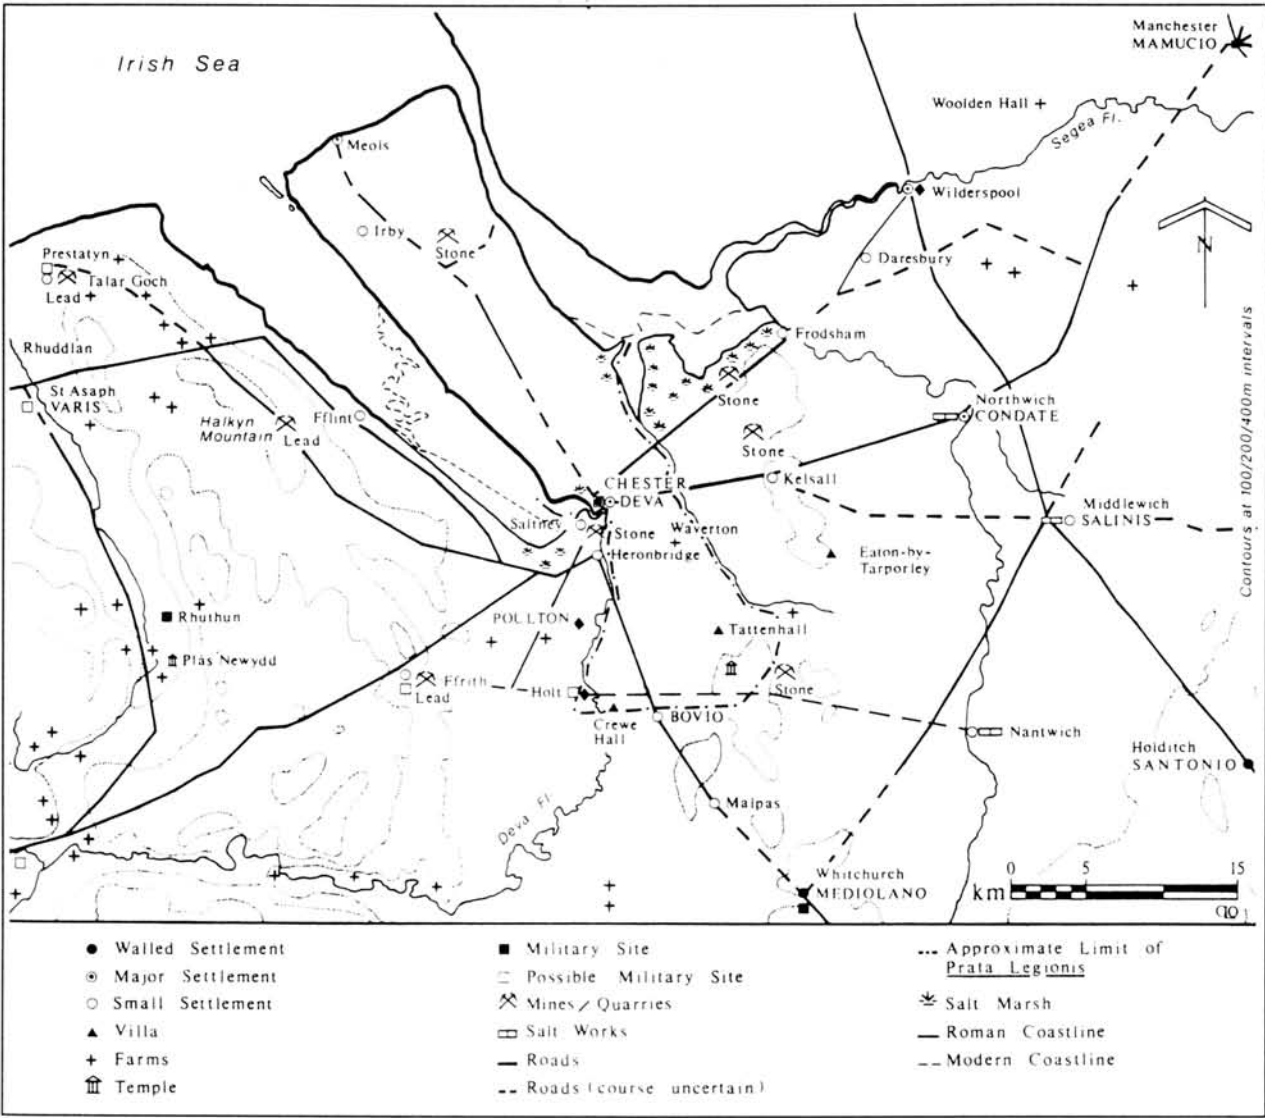 Irish Sea
Manchester
MAMUCIO
Woolden Hall
Segea Fl.
Meols
Wilderspool
Irby
Stone
N
Daresbury
Prestatyn
Talar Goch
Lead
Frodsham
Rhuddlan
St Asaph
VARIS
Stone
Halkyn
Mountain
Lead
Fflint
Northwich
CONDATE
Stone
Contours at 100/200/400m intervals
CHESTER
DEVA
Kelsall
Middlewich
SALINIS
Saltney
Stone
Waverton
Heronbridge
Eaton-by-
Tarporley
Rhuthun
POULTON
Tattenhall
Plâs Newydd
Ffrith
Lead
Holt
Stone
Crewe
Hall
BOVIO
Nantwich
Holditch
SANTONIO
Malpas
Deva Fl.
Whitchurch
MEDIOLANO
0 5 15
km
Walled Settlement
Major Settlement
Small Settlement
Villa
Farms
Temple
Military Site
Possible Military Site
Mines/Quarries
Salt Works
Roads
Roads (course uncertain)
Approximate Limit of
Prata Legionis
Salt Marsh
Roman Coastline
Modern Coastline